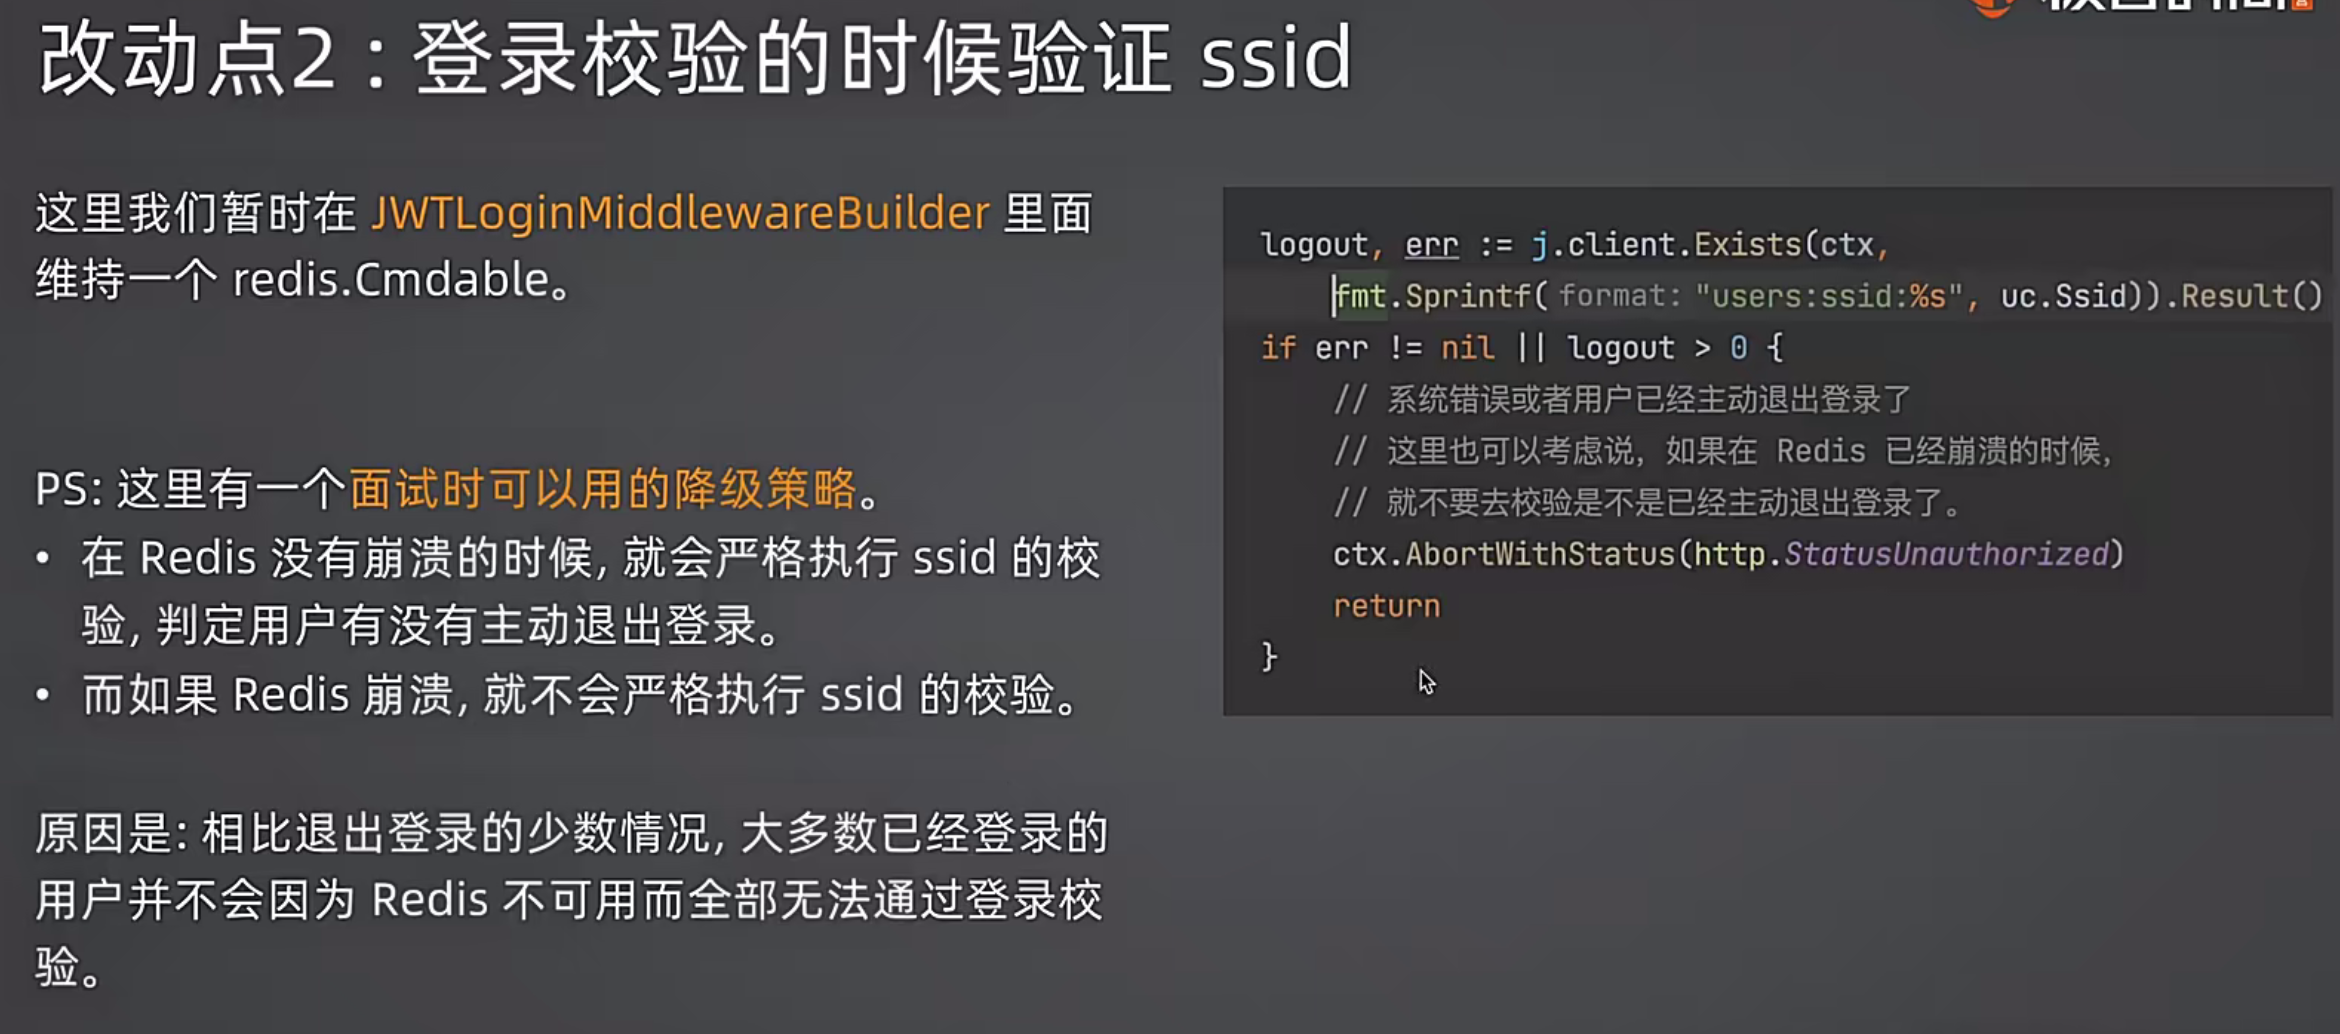 改动点2：登录校验的时候验证 ssid
这里我们暂时在 JWTLoginMiddlewareBuilder 里面
维持一个 redis.Cmdable。
PS: 这里有一个面试时可以用的降级策略。
• 在 Redis 没有崩溃的时候, 就会严格执行 ssid 的校
验, 判定用户有没有主动退出登录。
• 而如果 Redis 崩溃, 就不会严格执行 ssid 的校验。
原因是: 相比退出登录的少数情况, 大多数已经登录的
用户并不会因为 Redis 不可用而全部无法通过登录校
验。
logout, err := j.client.Exists(ctx,
fmt.Sprintf( format: "users:ssid:%s", uc.Ssid)).Result()
if err != nil || logout > 0 {
// 系统错误或者用户已经主动退出登录了
// 这里也可以考虑说，如果在 Redis 已经崩溃的时候，
// 就不要去校验是不是已经主动退出登录了。
ctx.AbortWithStatus(http.StatusUnauthorized)
return
}